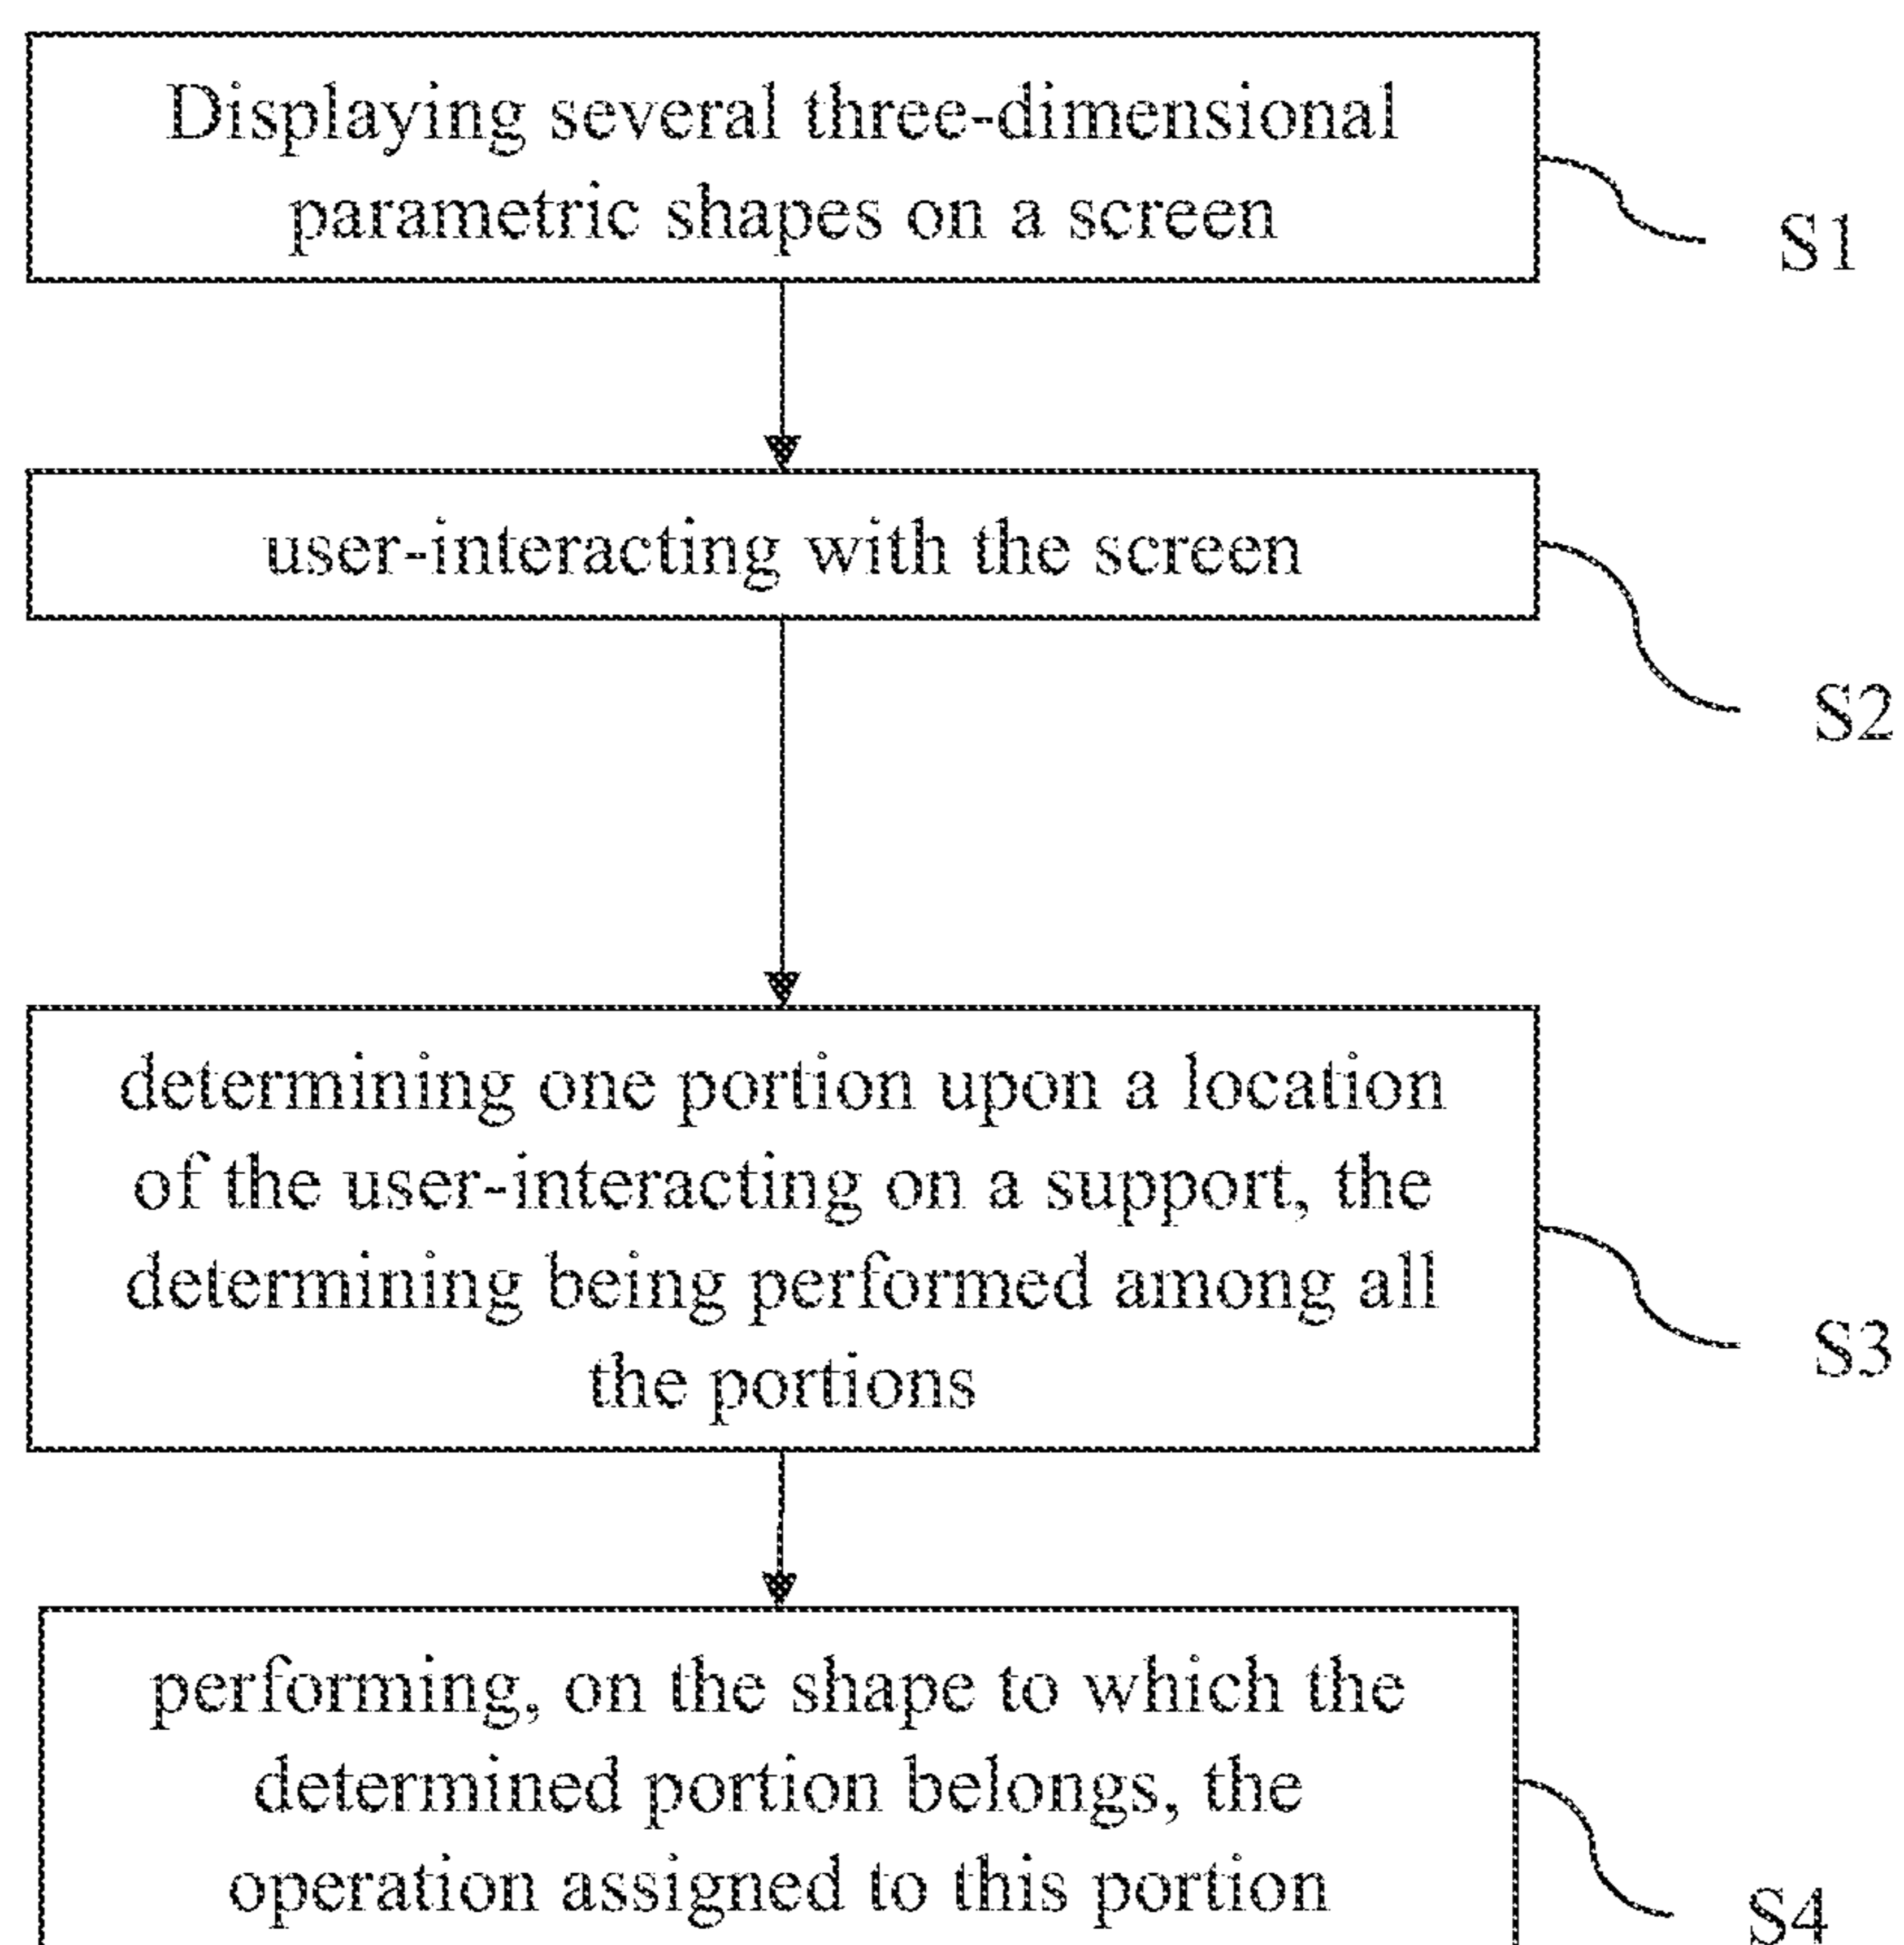 Displaying several three-dimensional
parametric shapes on a screen
S1
user-interacting with the screen
S2
determining one portion upon a location
of the user-interacting on a support, the
determining being performed among all
the portions
S3
performing, on the shape to which the
determined portion belongs, the
operation assigned to this portion
S4